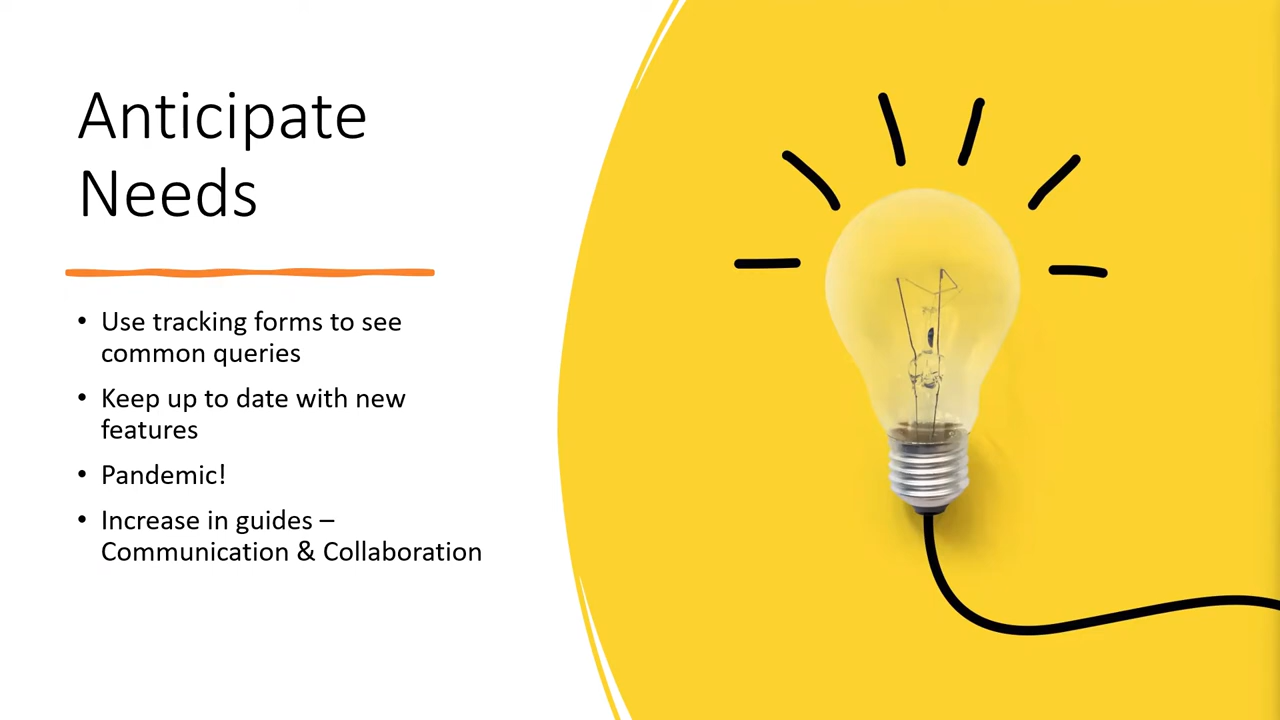 Anticipate
Needs
• Use tracking forms to see
common queries
• Keep up to date with new
features
• Pandemic!
• Increase in guides –
Communication & Collaboration